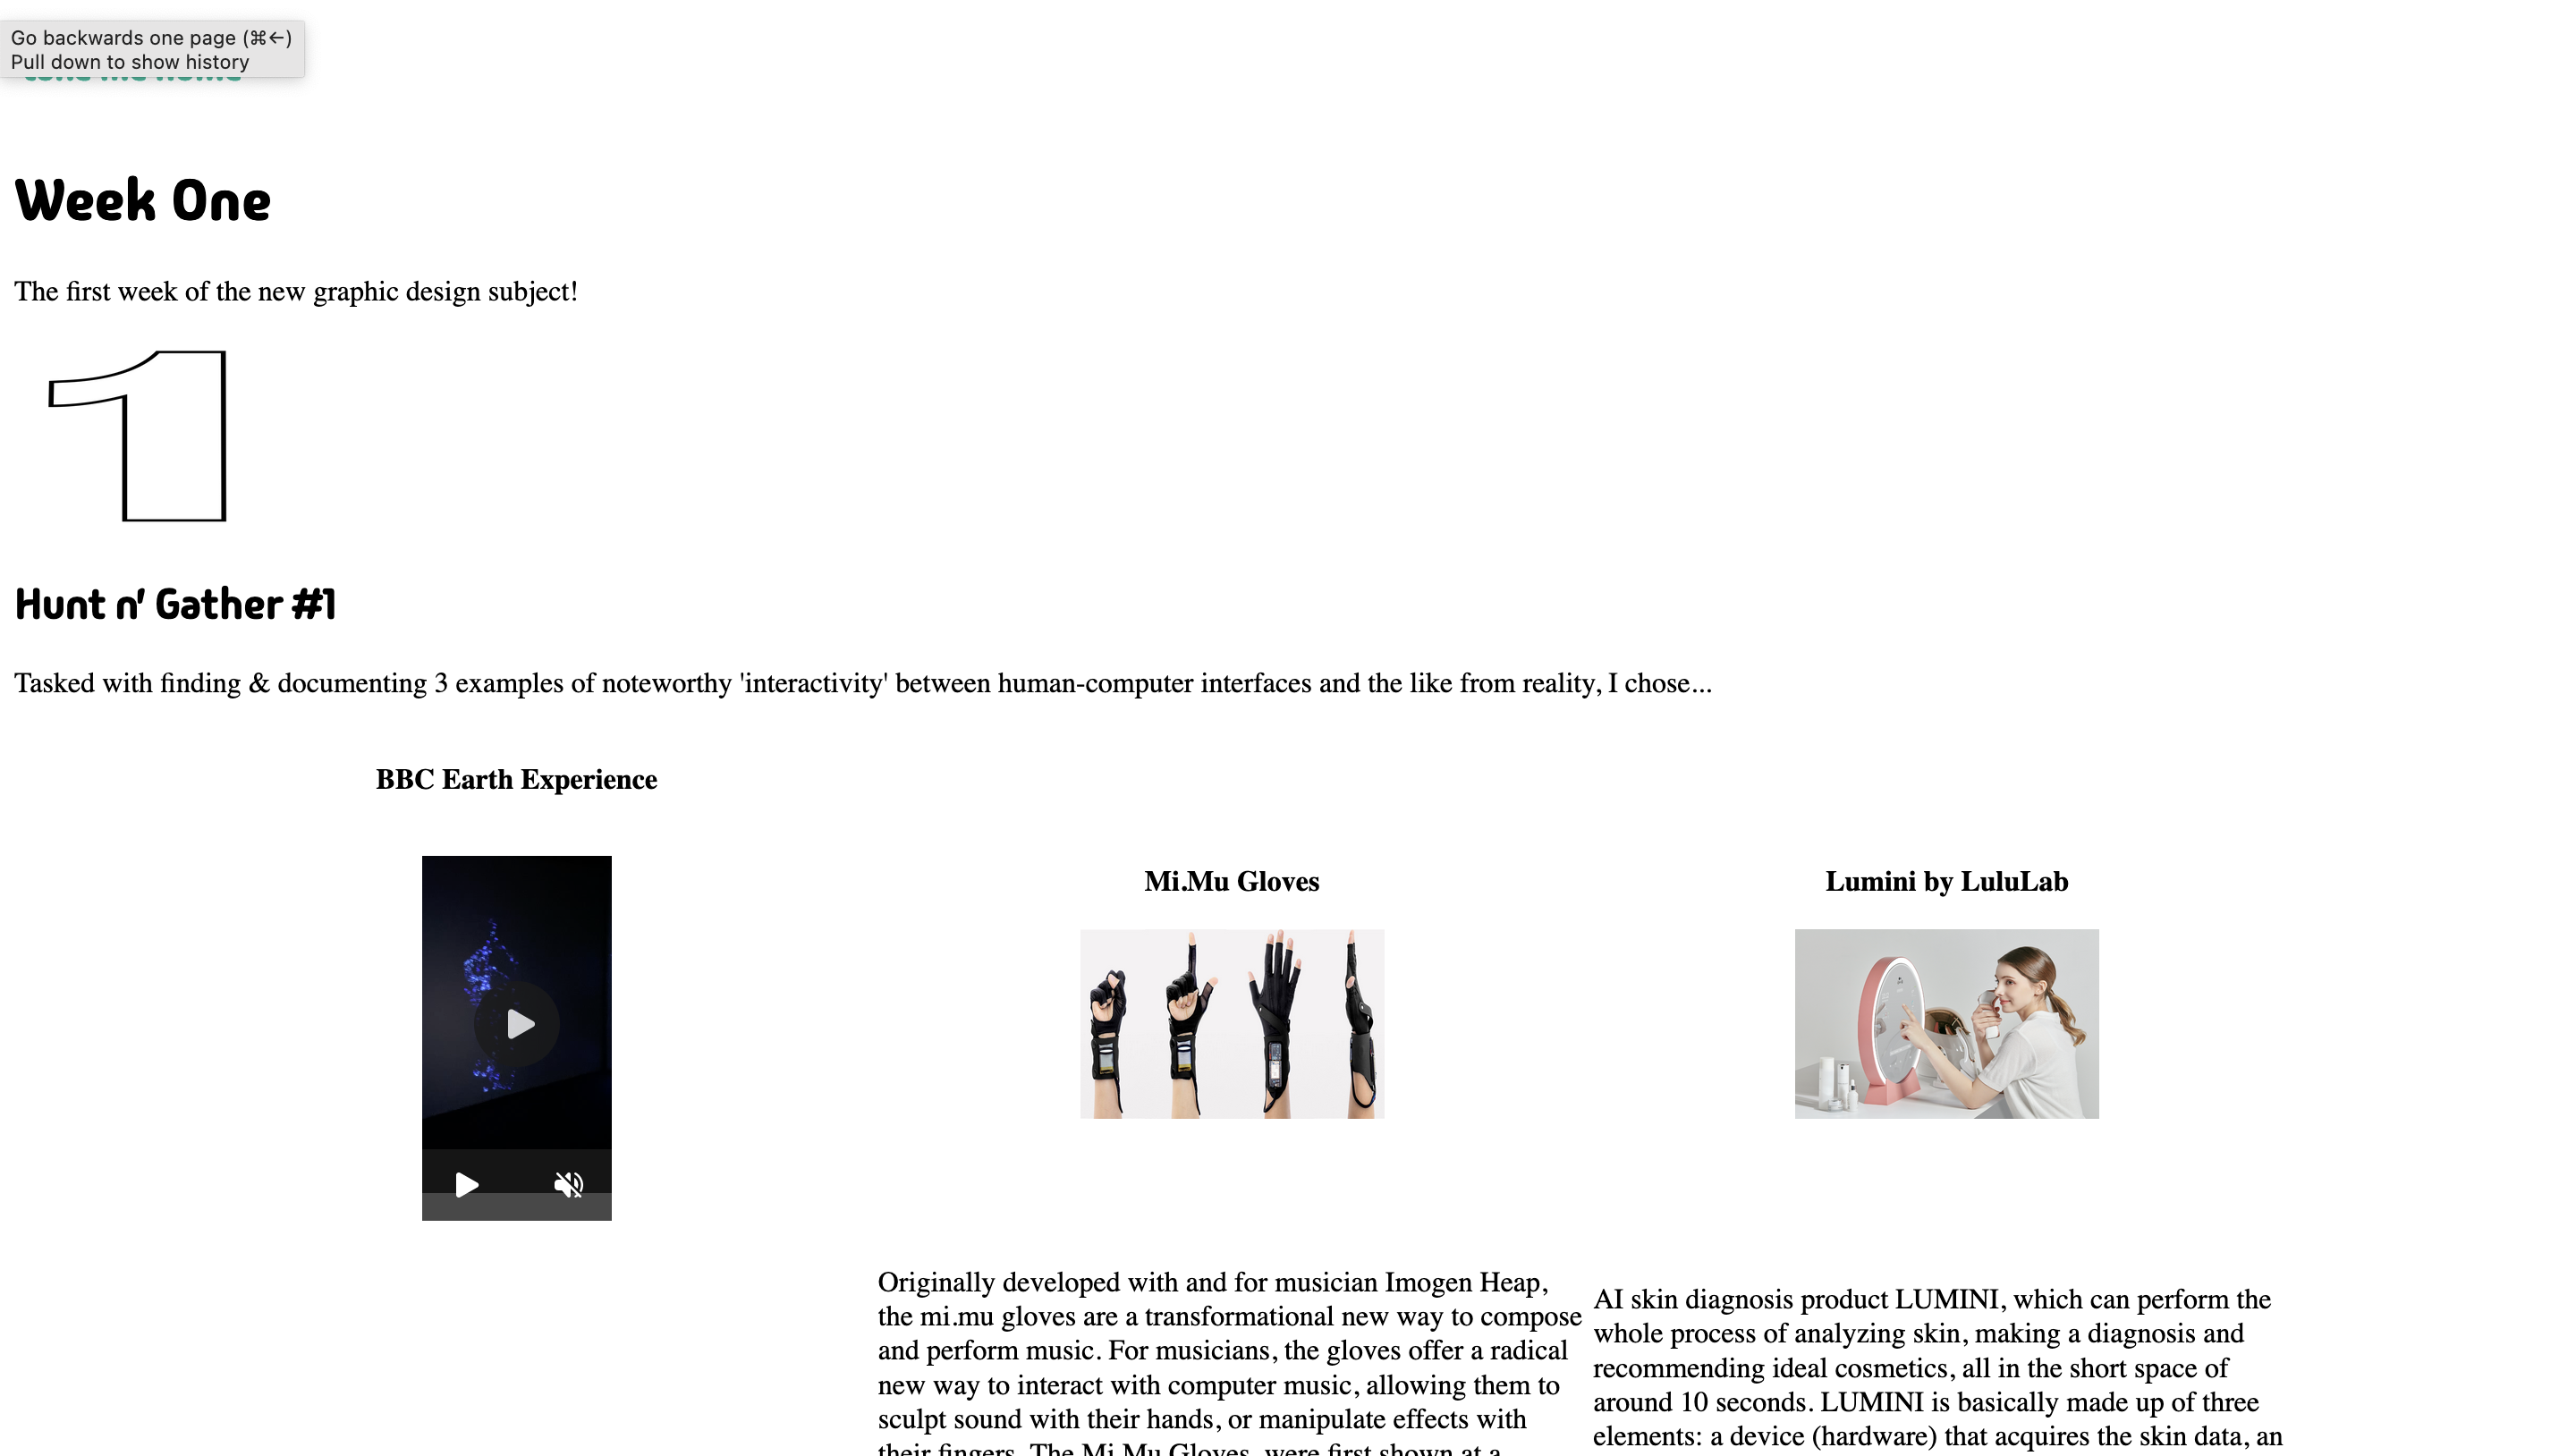 Go backwards one page (⌘←)
Pull down to show history
Week One
The first week of the new graphic design subject!
1
Hunt n' Gather #1
Tasked with finding & documenting 3 examples of noteworthy 'interactivity' between human-computer interfaces and the like from reality, I chose...
BBC Earth Experience
Mi.Mu Gloves
Lumini by LuluLab
Originally developed with and for musician Imogen Heap,
the mi.mu gloves are a transformational new way to compose
and perform music. For musicians, the gloves offer a radical
new way to interact with computer music, allowing them to
sculpt sound with their hands, or manipulate effects with
their fingers. The Mi.Mu Gloves, were first shown at a
AI skin diagnosis product LUMINI, which can perform the
whole process of analyzing skin, making a diagnosis and
recommending ideal cosmetics, all in the short space of
around 10 seconds. LUMINI is basically made up of three
elements: a device (hardware) that acquires the skin data, an